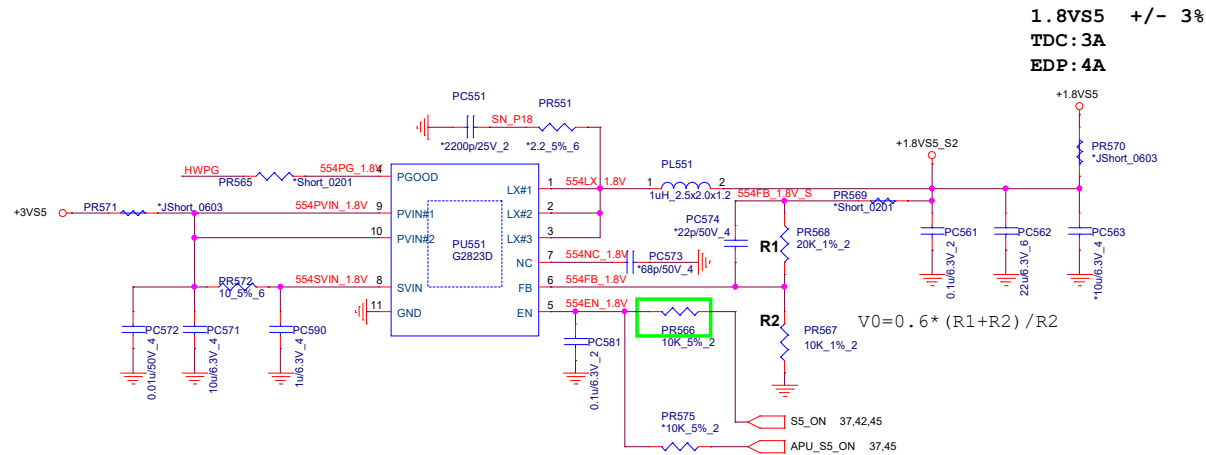 1.8VS5 +/- 3%
TDC:3A
EDP:4A
+1.8VS5
PC551
SN_P18
PR551
*2200p/25V_2
*2.2_5%_6
+1.8VS5_S2
PR570
*JShort_0603
HWPG
PR565
*Short_0201
554PG_1.8V
4
PGOOD
LX#1
1
554LX_1.8V
PL551
1
2
1uH_2.5x2.0x1.2
554FB_1.8V_S
PR569
*Short_0201
+3VS5
PR571
*JShort_0603
554PVIN_1.8V
9
PVIN#1
LX#2
2
10
PVIN#2
LX#3
3
PU551
G2823D
PC574
*22p/50V_4
R1
PR568
20K_1%_2
PC561
0.1u/6.3V_2
PC562
22u/6.3V_6
PC563
*10u/6.3V_4
NC
7
554NC_1.8V
PC573
*68p/50V_4
PR572
10_5%_6
554SVIN_1.8V
8
SVIN
FB
6
554FB_1.8V
11
GND
EN
5
554EN_1.8V
PR566
10K_5%_2
R2
PR567
10K_1%_2
V0=0.6*(R1+R2)/R2
PC572
0.01u/50V_4
PC571
10u/6.3V_4
PC590
1u/6.3V_4
PC581
0.1u/6.3V_2
PR575
*10K_5%_2
S5_ON 37,42,45
APU_S5_ON 37,45